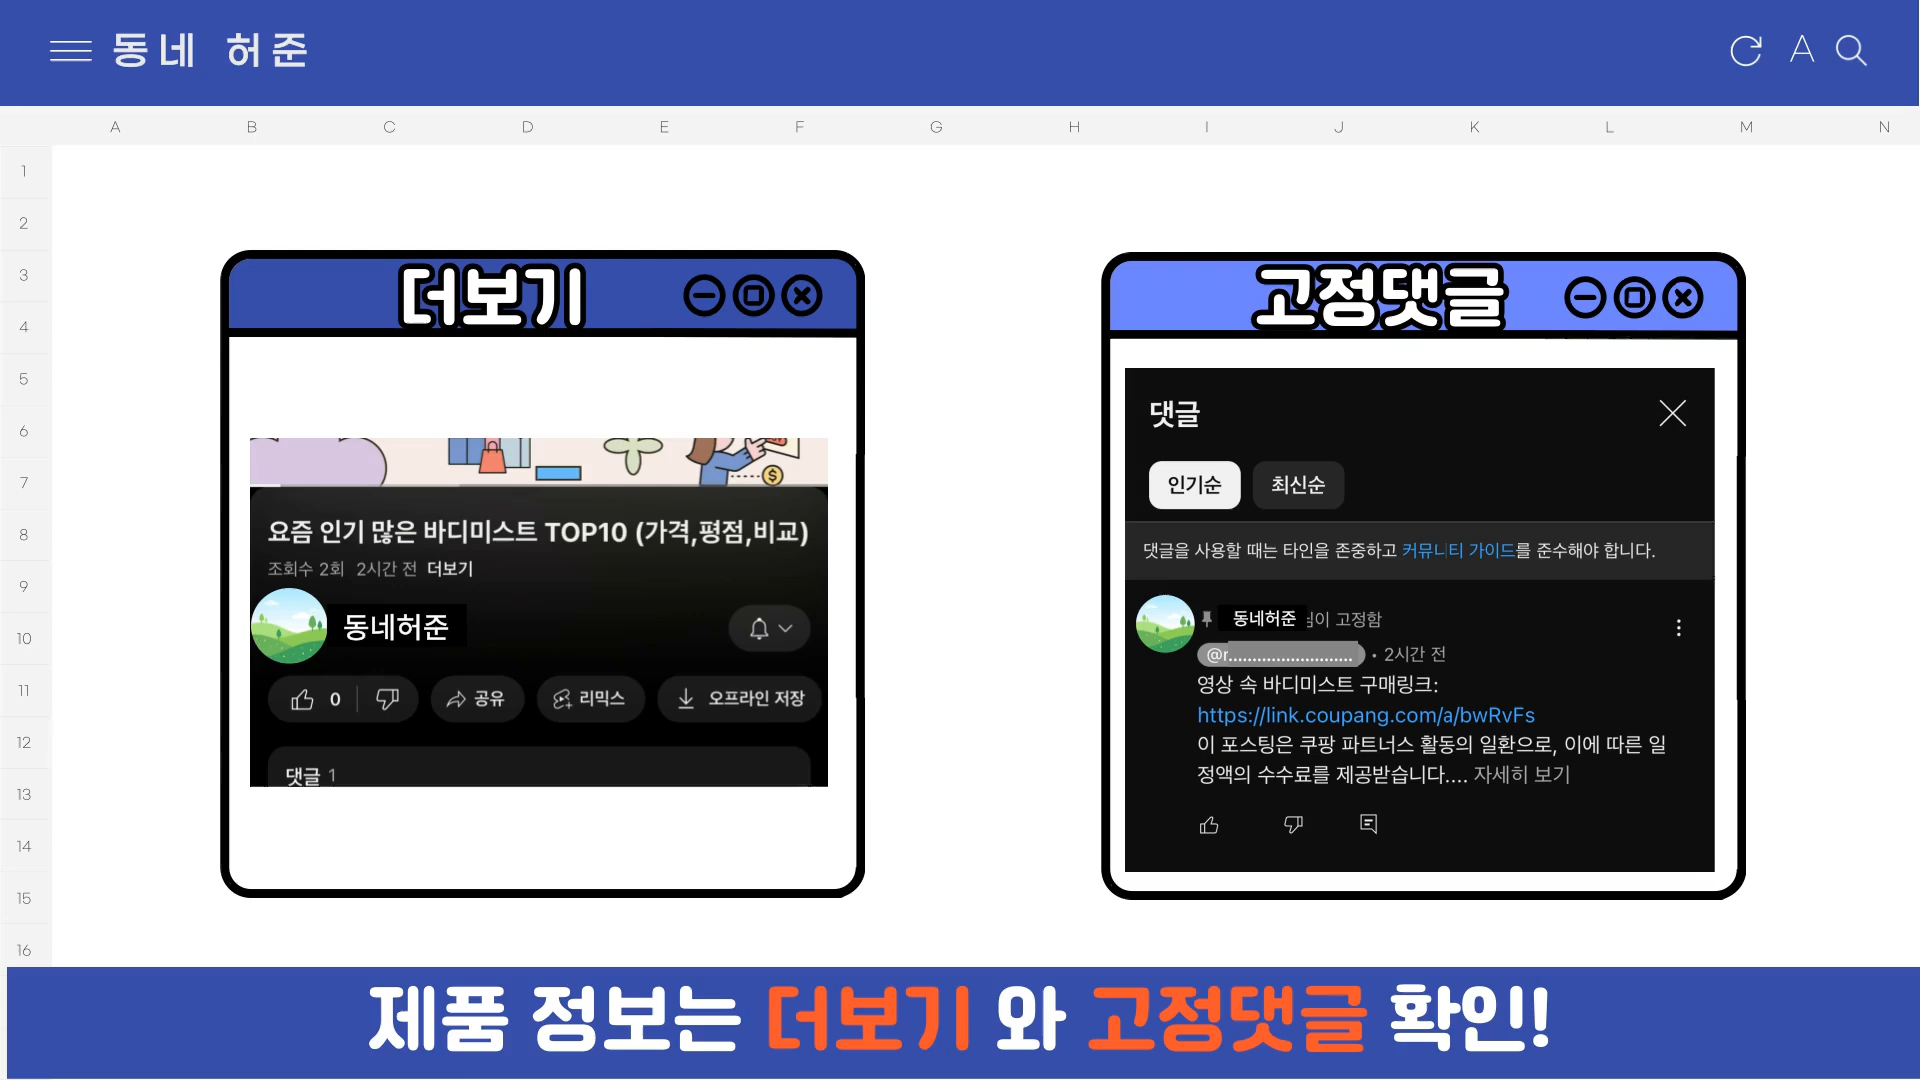 동네 허준
A
A B C D E F G H I J K L M N
1
2
3
4
5
6
7
8
9
10
11
12
13
14
15
16
더보기
요즘 인기 많은 바디미스트 TOP10 (가격,평점,비교)
조회수 2회 2시간 전 더보기
동네허준
0 공유 리믹스 오프라인 저장
댓글 1
고정댓글
댓글
인기순 최신순
댓글을 사용할 때는 타인을 존중하고 커뮤니티 가이드를 준수해야 합니다.
동네허준 님이 고정함
@r.......................... • 2시간 전
영상 속 바디미스트 구매링크:
https://link.coupang.com/a/bwRvFs
이 포스팅은 쿠팡 파트너스 활동의 일환으로, 이에 따른 일
정액의 수수료를 제공받습니다.... 자세히 보기
제품 정보는 더보기 와 고정댓글 확인!